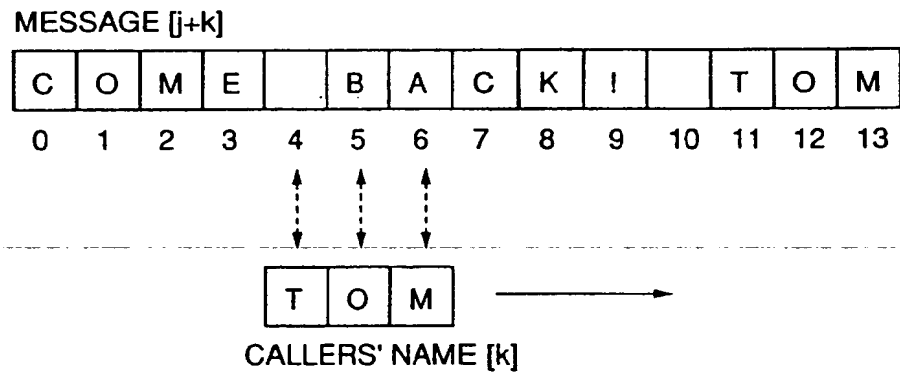 MESSAGE [j+k]
C O M E B A C K ! T O M
0 1 2 3 4 5 6 7 8 9 10 11 12 13
T O M
CALLERS' NAME [k]